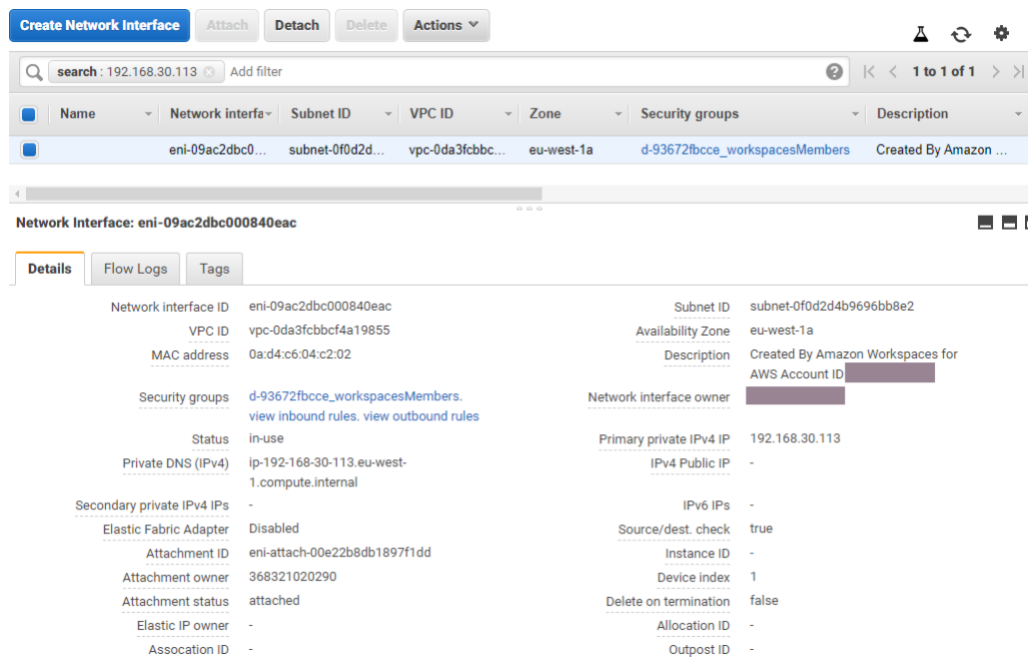 Create Network Interface Attach Detach Delete Actions
search : 192.168.30.113 Add filter 1 to 1 of 1
Name Network interfa Subnet ID VPC ID Zone Security groups Description
eni-09ac2dbc0... subnet-0f0d2d... vpc-0da3fcbbc... eu-west-1a d-93672fbcce_workspacesMembers Created By Amazon ...
Network Interface: eni-09ac2dbc000840eac
Details Flow Logs Tags
Network interface ID eni-09ac2dbc000840eac Subnet ID subnet-0f0d2d4b9696bb8e2
VPC ID vpc-0da3fcbbcf4a19855 Availability Zone eu-west-1a
MAC address 0a:d4:c6:04:c2:02 Description Created By Amazon Workspaces for
AWS Account ID
Security groups d-93672fbcce_workspacesMembers. Network interface owner
view inbound rules. view outbound rules
Status in-use Primary private IPv4 IP 192.168.30.113
Private DNS (IPv4) ip-192-168-30-113.eu-west- IPv4 Public IP -
1.compute.internal
Secondary private IPv4 IPs - IPv6 IPs -
Elastic Fabric Adapter Disabled Source/dest. check true
Attachment ID eni-attach-00e22b8db1897f1dd Instance ID -
Attachment owner 368321020290 Device index 1
Attachment status attached Delete on termination false
Elastic IP owner - Allocation ID -
Assocation ID - Outpost ID -